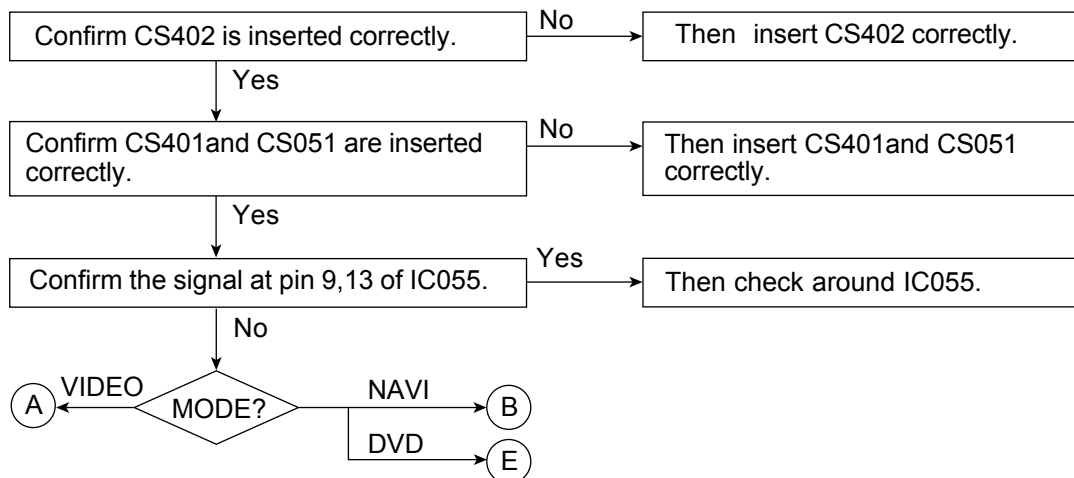 Confirm CS402 is inserted correctly.
No
Then insert CS402 correctly.
Yes
Confirm CS401and CS051 are inserted
correctly.
No
Then insert CS401and CS051
correctly.
Yes
Confirm the signal at pin 9,13 of IC055.
Yes
Then check around IC055.
No
A
VIDEO
MODE?
NAVI
B
DVD
E